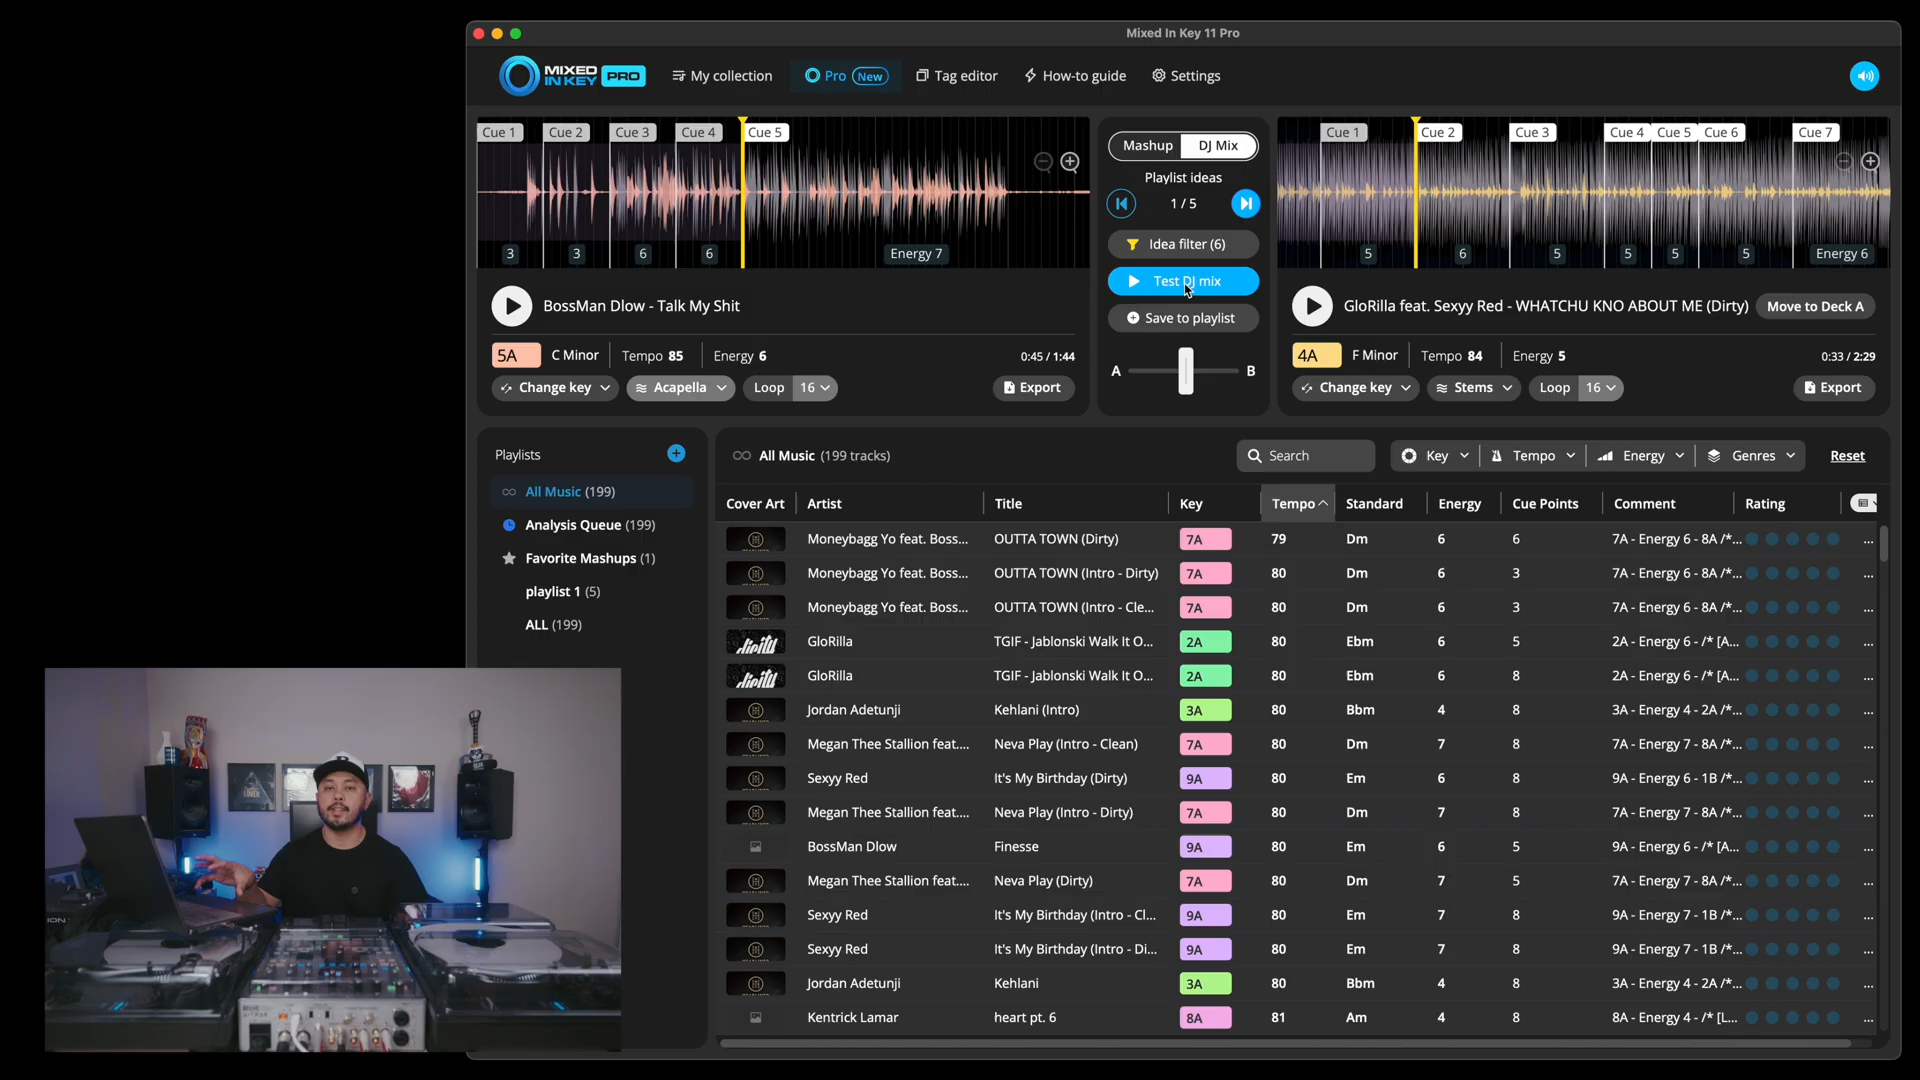 Mixed In Key 11 Pro
MIXED IN KEY PRO
My collection
Pro New
Tag editor
How-to guide
Settings
Cue 1 Cue 2 Cue 3 Cue 4 Cue 5
3 3 6 6 Energy 7
BossMan Dlow - Talk My Shit
5A C Minor Tempo 85 Energy 6 0:45 / 1:44
Change key Acapella Loop 16 Export
Mashup DJ Mix
Playlist ideas
1 / 5
Idea filter (6)
Test DJ mix
Save to playlist
A B
Cue 1 Cue 2 Cue 3 Cue 4 Cue 5 Cue 6 Cue 7
5 6 5 5 5 5 Energy 6
GloRilla feat. Sexyy Red - WHATCHU KNO ABOUT ME (Dirty) Move to Deck A
4A F Minor Tempo 84 Energy 5 0:33 / 2:29
Change key Stems Loop 16 Export
Playlists
All Music (199)
Analysis Queue (199)
Favorite Mashups (1)
playlist 1 (5)
ALL (199)
All Music (199 tracks) Search Key Tempo Energy Genres Reset
Cover Art Artist Title Key Tempo Standard Energy Cue Points Comment Rating
Moneybagg Yo feat. Boss... OUTTA TOWN (Dirty) 7A 79 Dm 6 6 7A - Energy 6 - 8A /*... ...
Moneybagg Yo feat. Boss... OUTTA TOWN (Intro - Dirty) 7A 80 Dm 6 3 7A - Energy 6 - 8A /*... ...
Moneybagg Yo feat. Boss... OUTTA TOWN (Intro - Cle... 7A 80 Dm 6 3 7A - Energy 6 - 8A /*... ...
GloRilla TGIF - Jablonski Walk It O... 2A 80 Ebm 6 5 2A - Energy 6 - /* [A... ...
GloRilla TGIF - Jablonski Walk It O... 2A 80 Ebm 6 8 2A - Energy 6 - /* [A... ...
Jordan Adetunji Kehlani (Intro) 3A 80 Bbm 4 8 3A - Energy 4 - 2A /*... ...
Megan Thee Stallion feat.... Neva Play (Intro - Clean) 7A 80 Dm 7 8 7A - Energy 7 - 8A /*... ...
Sexyy Red It's My Birthday (Dirty) 9A 80 Em 6 8 9A - Energy 6 - 1B /*... ...
Megan Thee Stallion feat.... Neva Play (Intro - Dirty) 7A 80 Dm 7 8 7A - Energy 7 - 8A /*... ...
BossMan Dlow Finesse 9A 80 Em 6 5 9A - Energy 6 - /* [A... ...
Megan Thee Stallion feat.... Neva Play (Dirty) 7A 80 Dm 7 5 7A - Energy 7 - 8A /*... ...
Sexyy Red It's My Birthday (Intro - Cl... 9A 80 Em 7 8 9A - Energy 7 - 1B /*... ...
Sexyy Red It's My Birthday (Intro - Di... 9A 80 Em 7 8 9A - Energy 7 - 1B /*... ...
Jordan Adetunji Kehlani 3A 80 Bbm 4 8 3A - Energy 4 - 2A /*... ...
Kentrick Lamar heart pt. 6 8A 81 Am 4 8 8A - Energy 4 - /* [L... ...